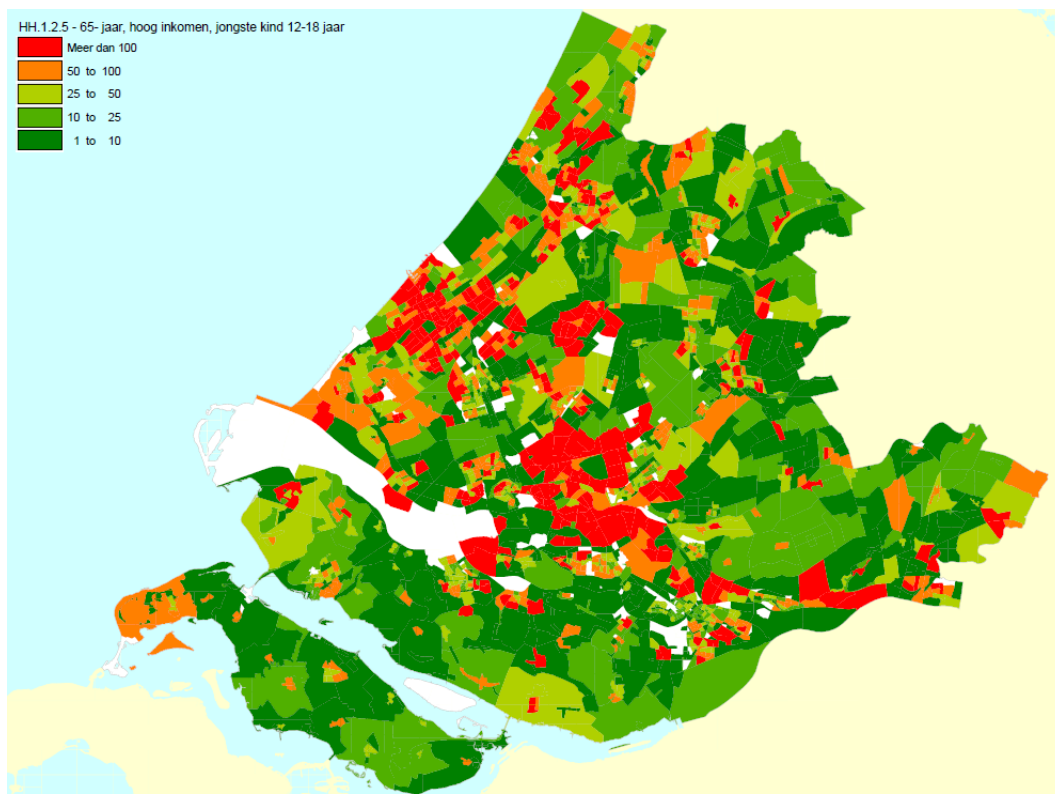 HH.1.2.5 - 65- jaar, hoog inkomen, jongste kind 12-18 jaar
Meer dan 100
50 to 100
25 to 50
10 to 25
1 to 10